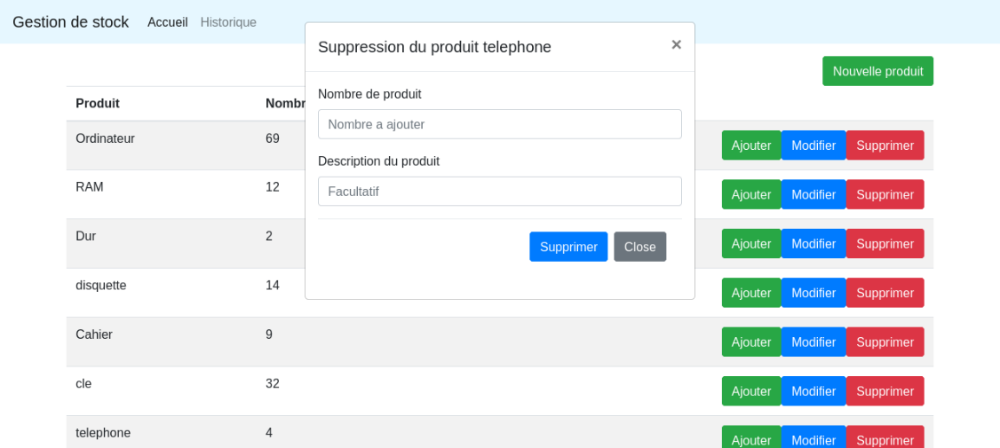 Gestion de stock Accueil Historique
Suppression du produit telephone ×
Nouvelle produit
Nombre de produit
Nombre a ajouter
Description du produit
Facultatif
Supprimer Close
Produit Nombr
Ordinateur 69 Ajouter Modifier Supprimer
RAM 12 Ajouter Modifier Supprimer
Dur 2 Ajouter Modifier Supprimer
disquette 14 Ajouter Modifier Supprimer
Cahier 9 Ajouter Modifier Supprimer
cle 32 Ajouter Modifier Supprimer
telephone 4 Ajouter Modifier Supprimer